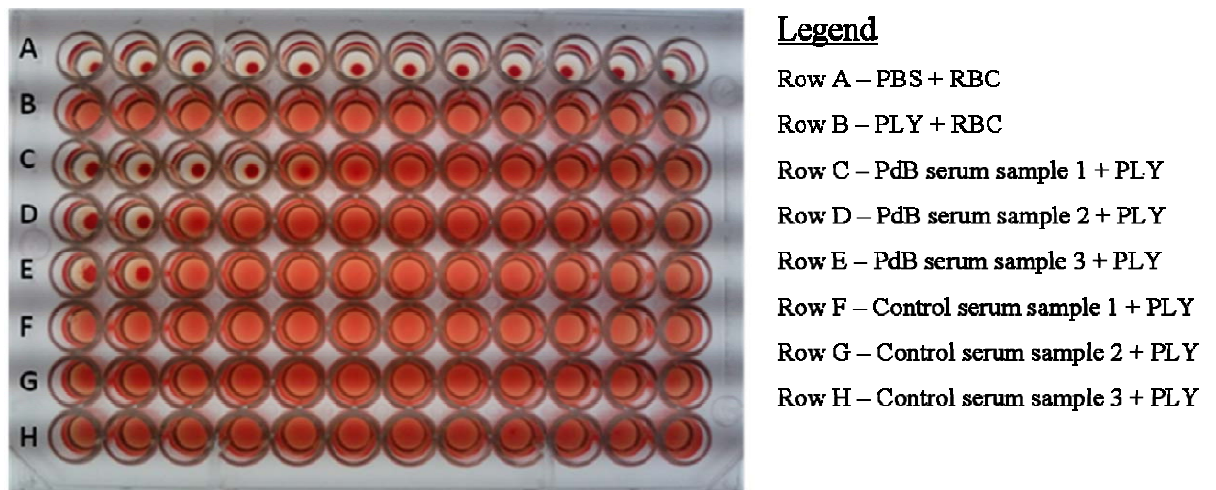 Legend
A
Row A – PBS + RBC
B
Row B – PLY + RBC
C
Row C – PdB serum sample 1 + PLY
D
Row D – PdB serum sample 2 + PLY
E
Row E – PdB serum sample 3 + PLY
F
Row F – Control serum sample 1 + PLY
G
Row G – Control serum sample 2 + PLY
H
Row H – Control serum sample 3 + PLY